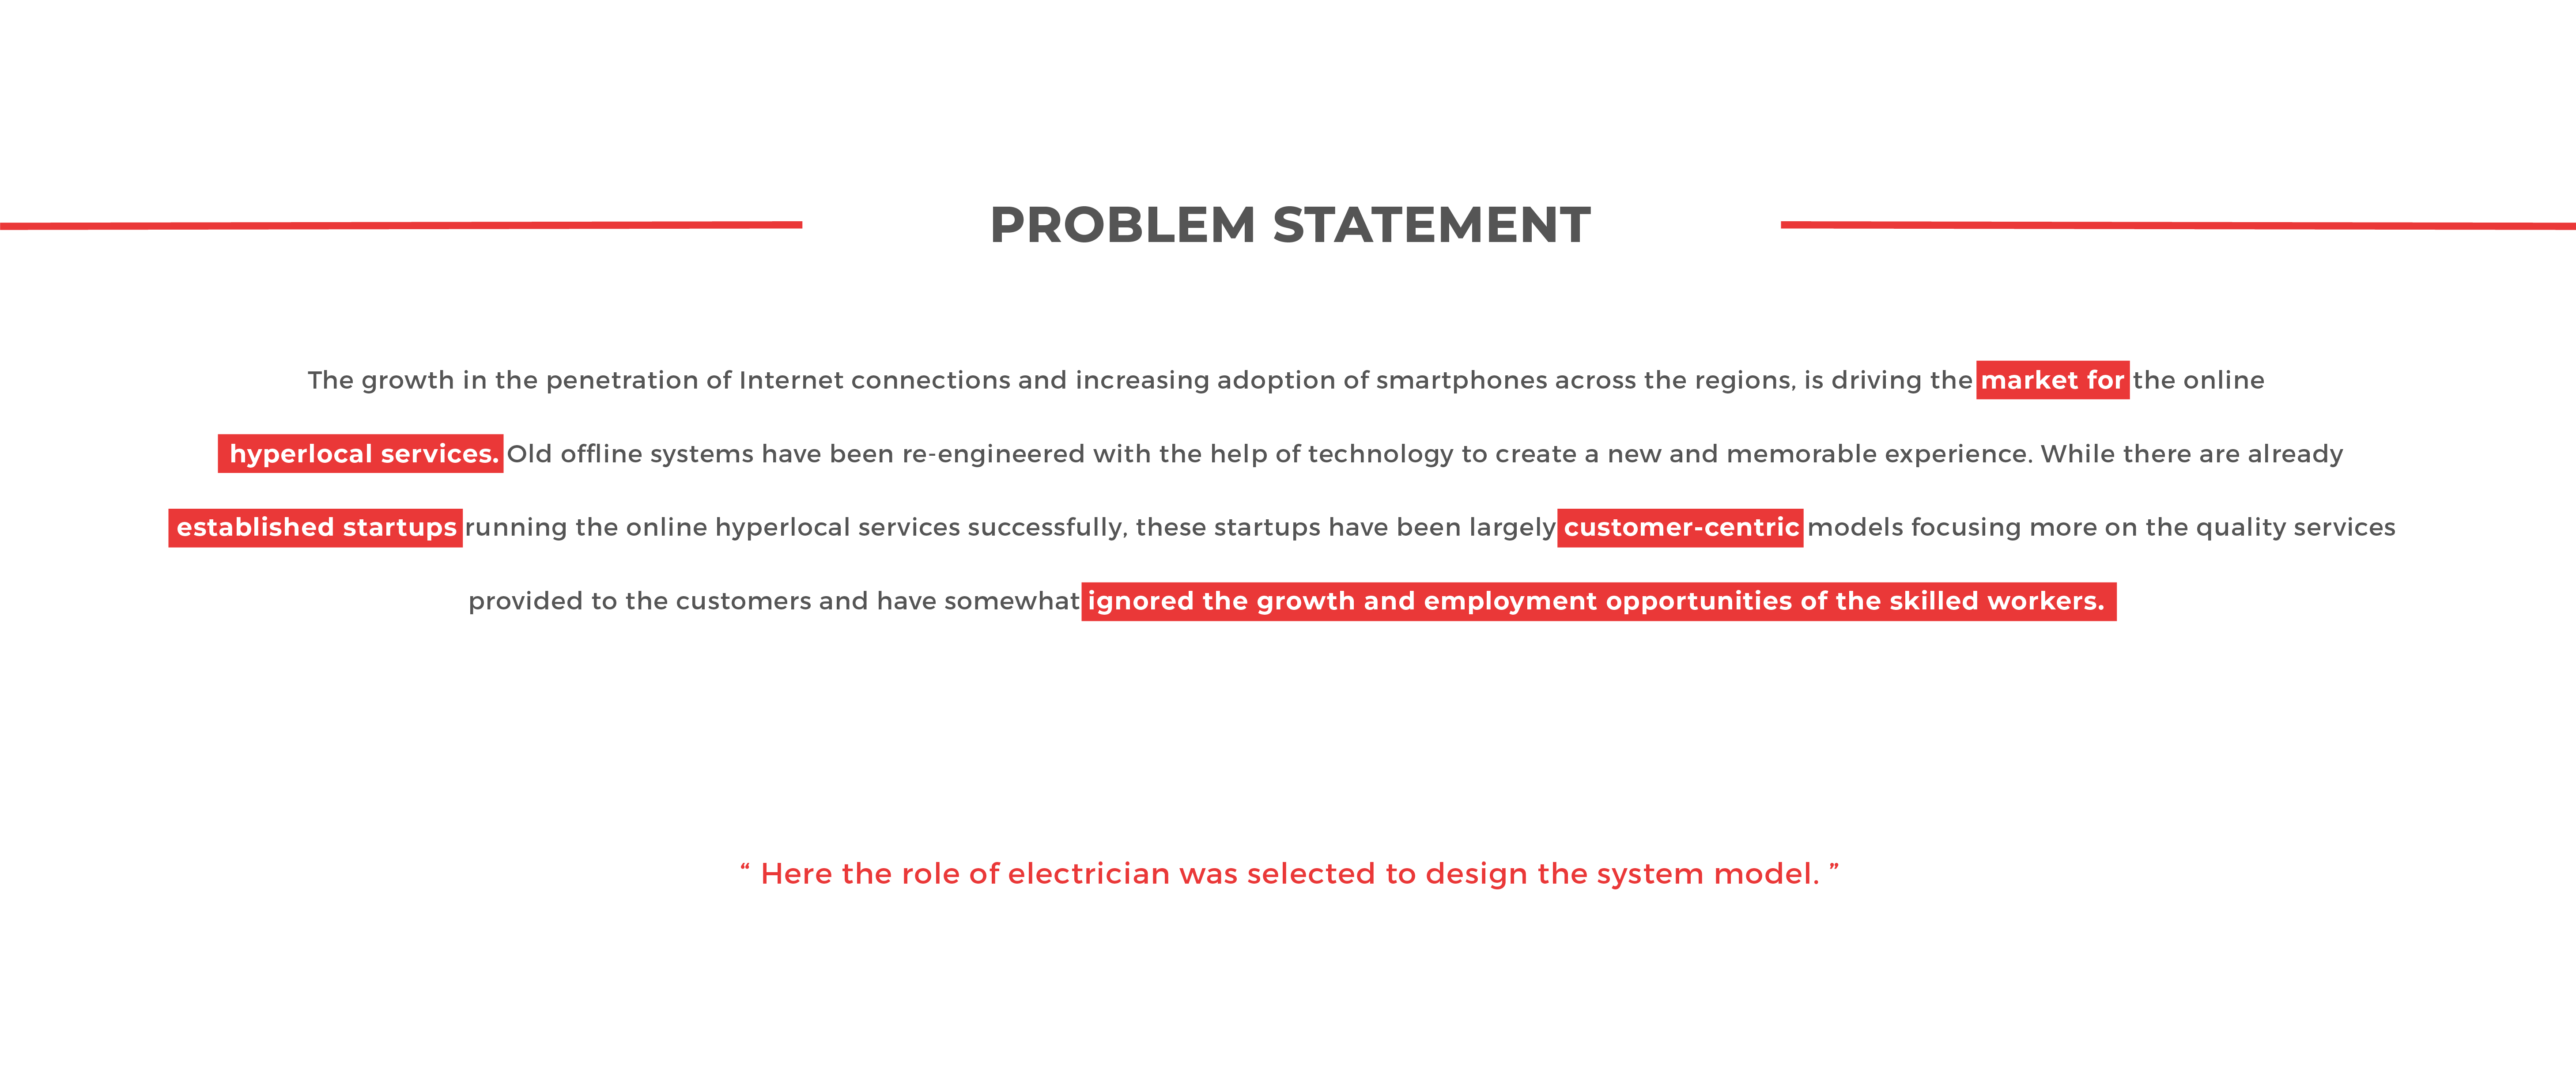 PROBLEM STATEMENT
The growth in the penetration of Internet connections and increasing adoption of smartphones across the regions, is driving the market for the online
hyperlocal services. Old offline systems have been re-engineered with the help of technology to create a new and memorable experience. While there are already
established startups running the online hyperlocal services successfully, these startups have been largely customer-centric models focusing more on the quality services
provided to the customers and have somewhat ignored the growth and employment opportunities of the skilled workers.
“ Here the role of electrician was selected to design the system model. ”